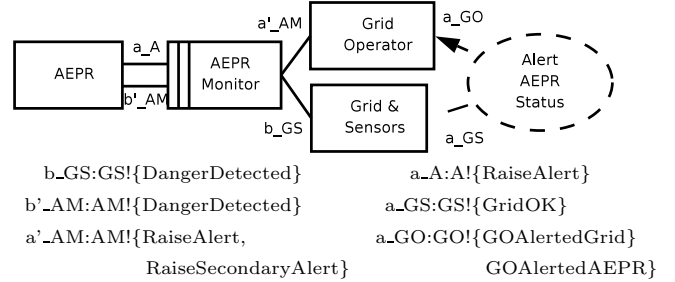 a'_AM
Grid
Operator
a_GO
a_A
AEPR
AEPR
Monitor
Alert
AEPR
Status
b'_AM
Grid &
Sensors
b_GS
a_GS
b_GS:GS!{DangerDetected}
a_A:A!{RaiseAlert}
b'_AM:AM!{DangerDetected}
a_GS:GS!{GridOK}
a'_AM:AM!{RaiseAlert,
a_GO:GO!{GOAlertedGrid}
RaiseSecondaryAlert}
GOAlertedAEPR}